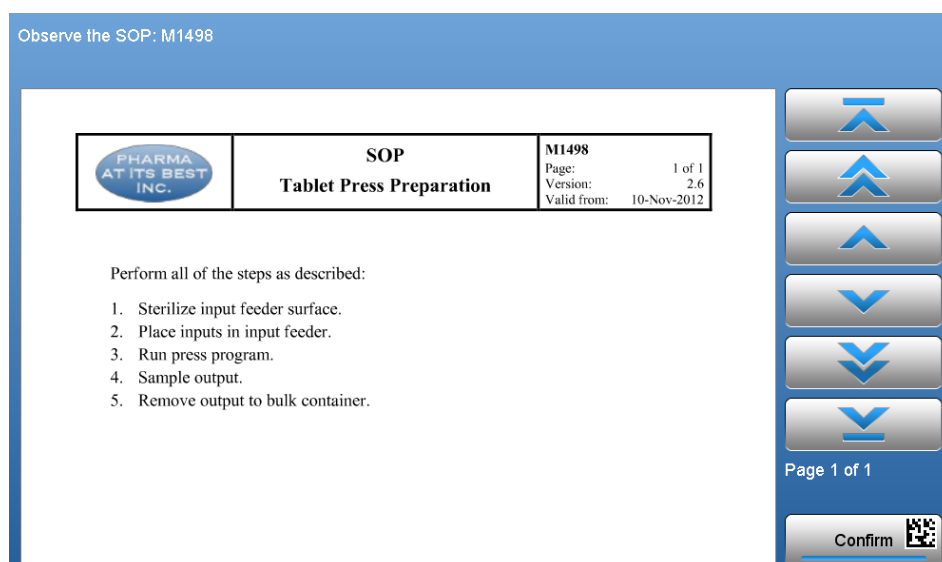 Observe the SOP: M1498
PHARMA
AT ITS BEST
INC.
SOP
Tablet Press Preparation
M1498
Page: 1 of 1
Version: 2.6
Valid from: 10-Nov-2012
Perform all of the steps as described:
1. Sterilize input feeder surface.
2. Place inputs in input feeder.
3. Run press program.
4. Sample output.
5. Remove output to bulk container.
Page 1 of 1
Confirm